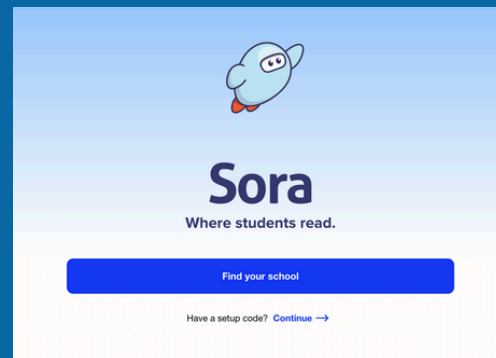 Sora
Where students read.
Find your school
Have a setup code? Continue →